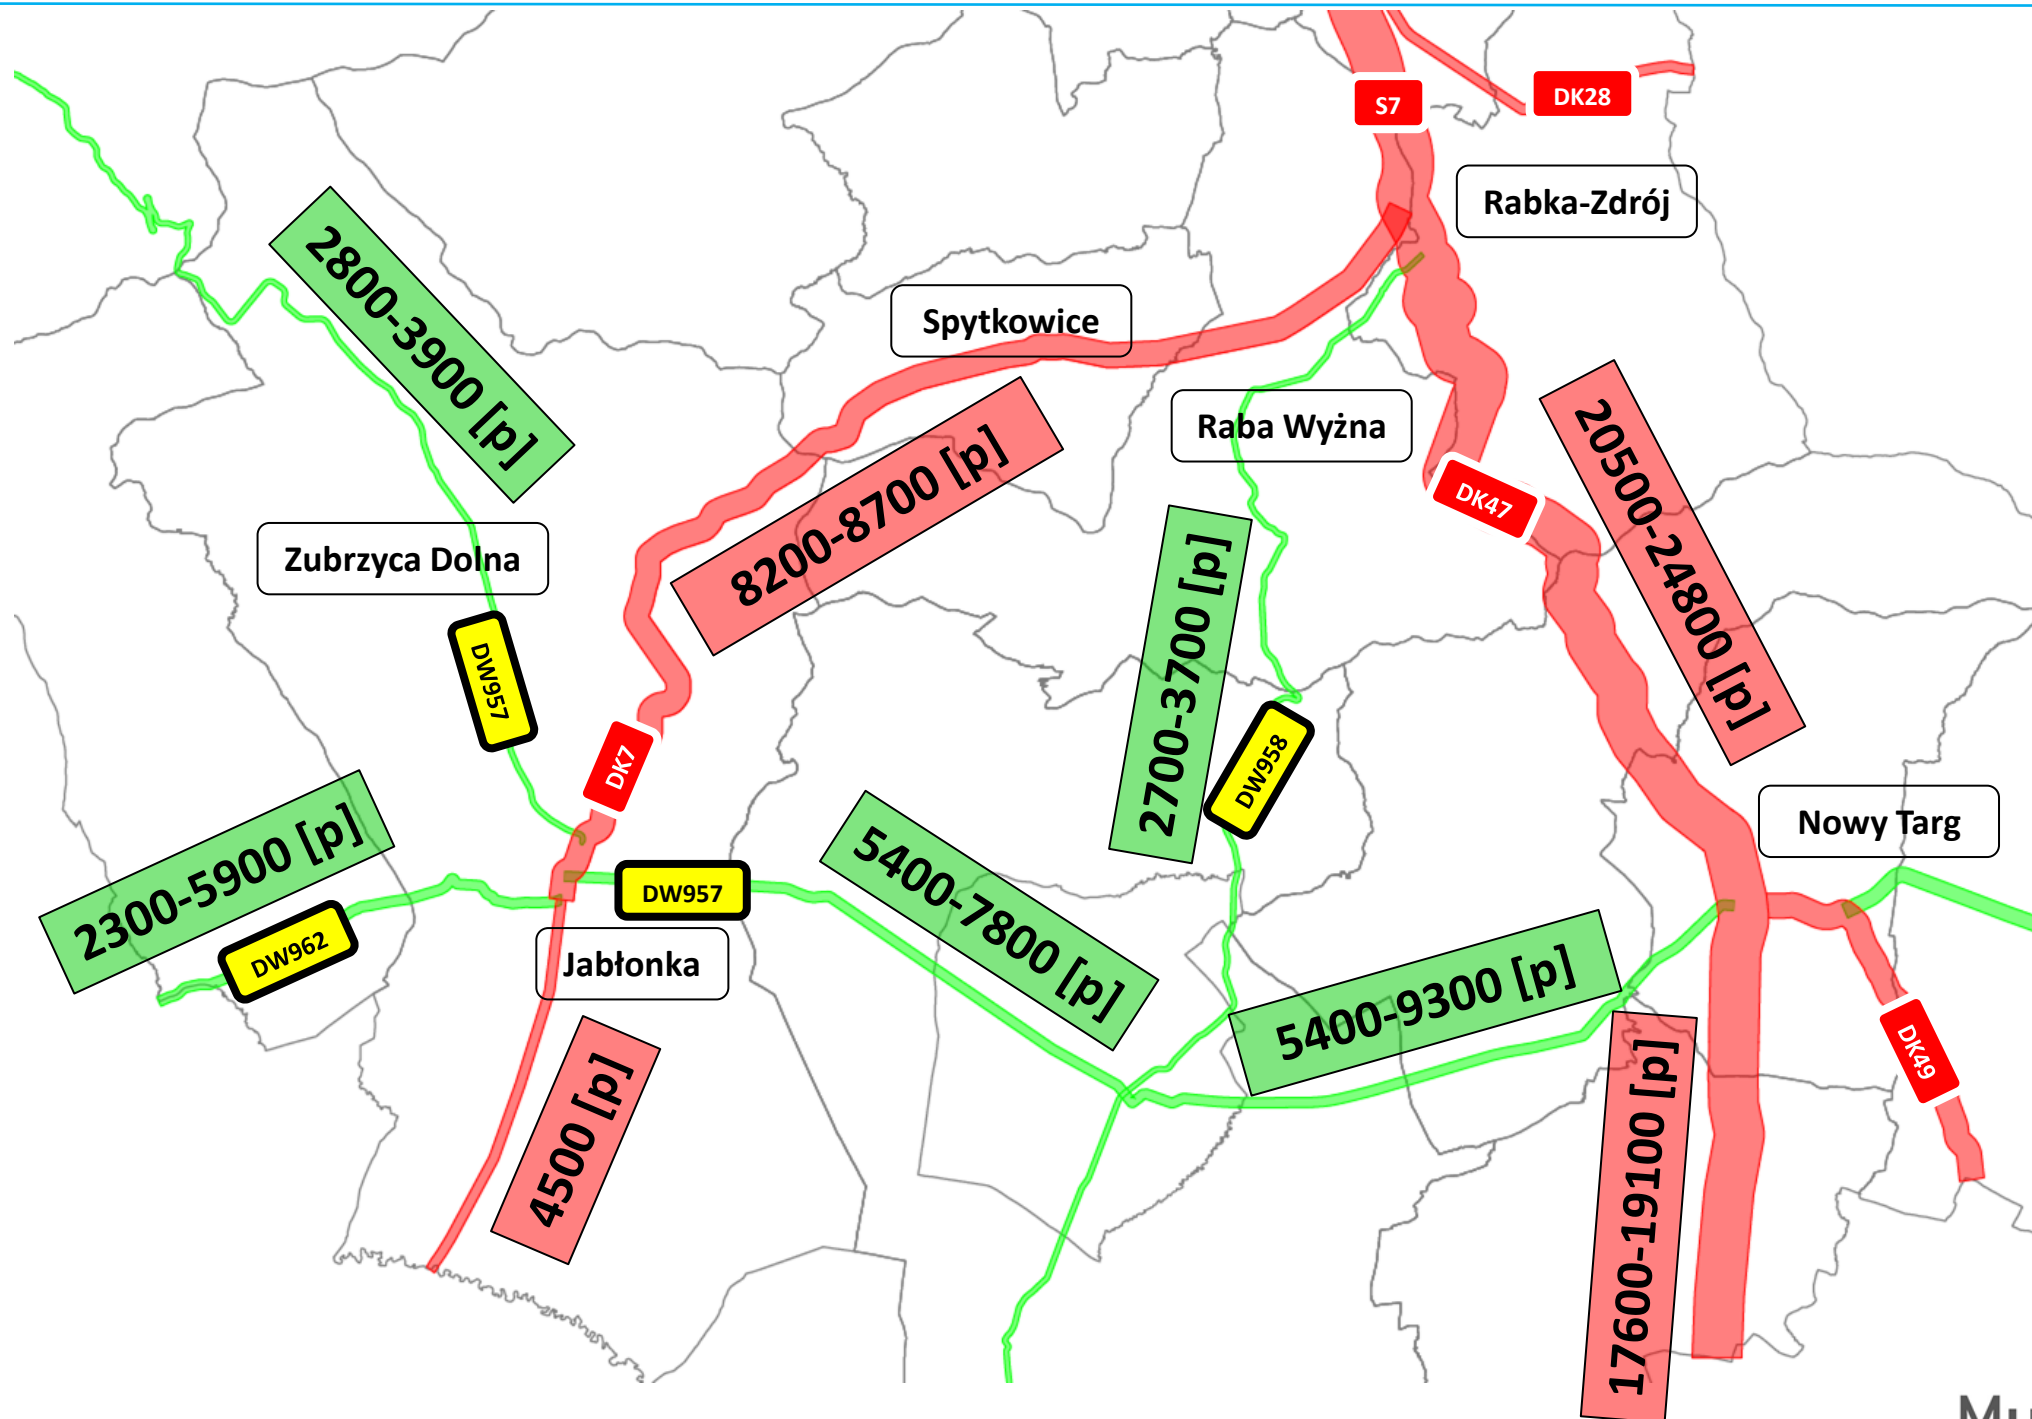 S7
DK28
Rabka-Zdrój
2800-3900 [p]
Spytkowice
Raba Wyżna
20500-24800 [p]
8200-8700 [p]
DK47
Zubrzyca Dolna
2700-3700 [p]
DW957
DK7
DW958
Nowy Targ
2300-5900 [p]
DW962
DW957
5400-7800 [p]
Jabłonka
5400-9300 [p]
4500 [p]
17600-19100 [p]
DK49